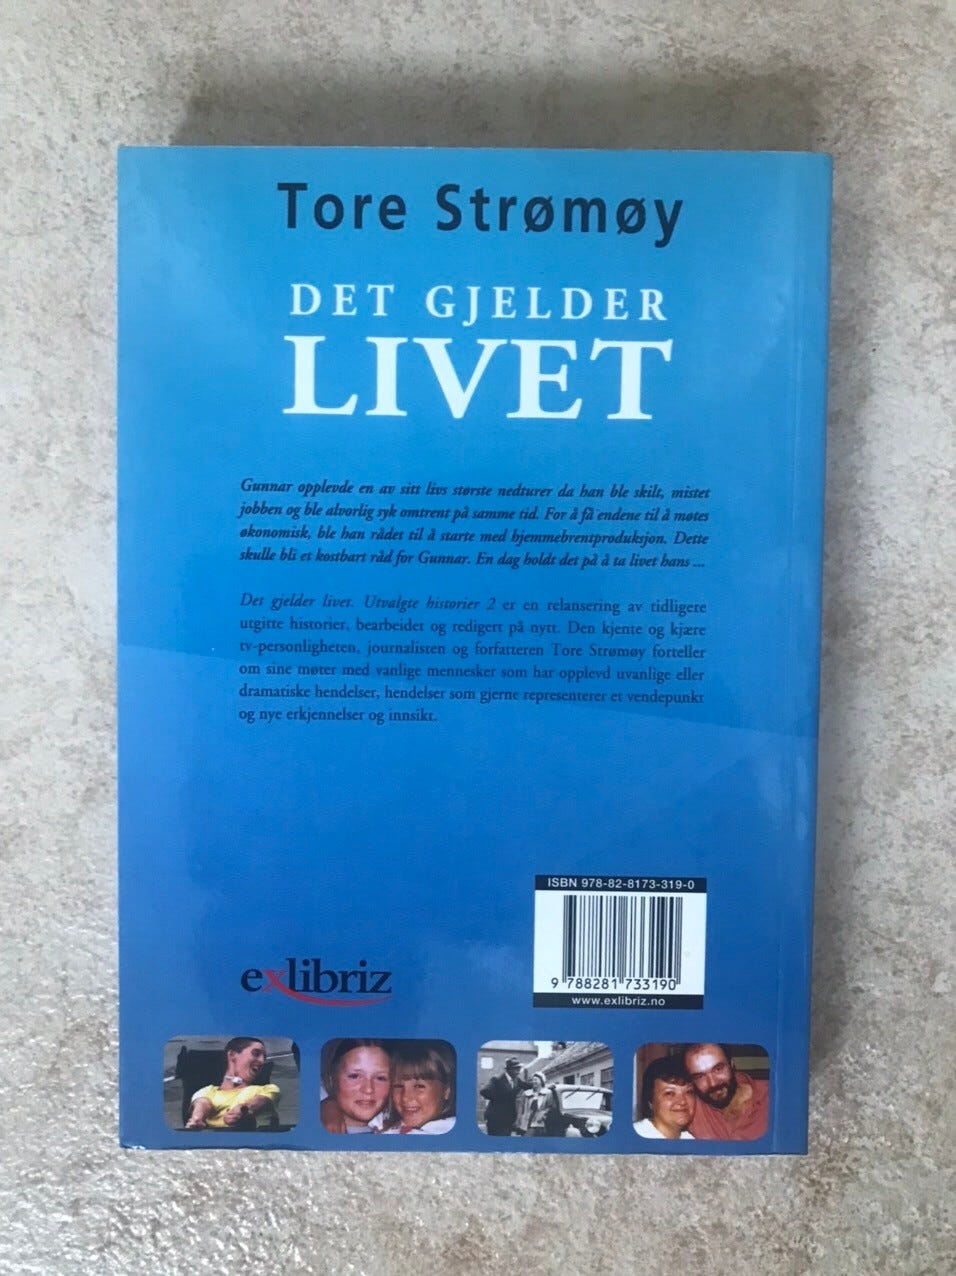 Tore Strømøy
DET GJELDER
LIVET
Gunnar opplevde en av sitt livs største nedturer da han ble skilt, mistet
jobben og ble alvorlig syk omtrent på samme tid. For å få endene til å møtes
økonomisk, ble han rådet til å starte med hjemmebrentproduksjon. Dette
skulle bli et kostbart råd for Gunnar. En dag holdt det på å ta livet hans ...
Det gjelder livet. Utvalgte historier 2 er en relansering av tidligere
utgitte historier, bearbeidet og redigert på nytt. Den kjente og kjære
tv-personligheten, journalisten og forfatteren Tore Strømøy forteller
om sine møter med vanlige mennesker som har opplevd uvanlige eller
dramatiske hendelser, hendelser som gjerne representerer et vendepunkt
og nye erkjennelser og innsikt.
ISBN 978-82-8173-319-0
9 788281 733190
www.exlibriz.no
exlibriz